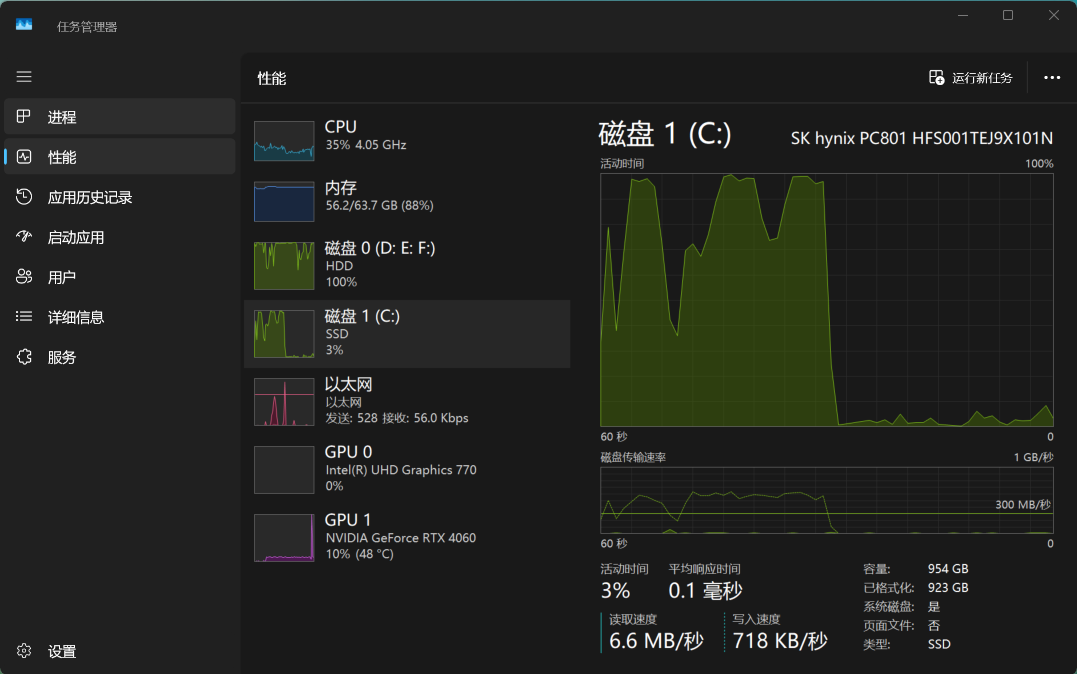 任务管理器
性能
运行新任务
进程
性能
应用历史记录
启动应用
用户
详细信息
服务
设置
CPU
35% 4.05 GHz
内存
56.2/63.7 GB (88%)
磁盘 0 (D: E: F:)
HDD
100%
磁盘 1 (C:)
SSD
3%
以太网
以太网
发送: 528 接收: 56.0 Kbps
GPU 0
Intel(R) UHD Graphics 770
0%
GPU 1
NVIDIA GeForce RTX 4060
10% (48 °C)
磁盘 1 (C:) SK hynix PC801 HFS001TEJ9X101N
活动时间 100%
60 秒 0
磁盘传输速率 1 GB/秒
300 MB/秒
60 秒 0
活动时间 平均响应时间
3% 0.1 毫秒
读取速度 写入速度
6.6 MB/秒 718 KB/秒
容量: 954 GB
已格式化: 923 GB
系统磁盘: 是
页面文件: 否
类型: SSD